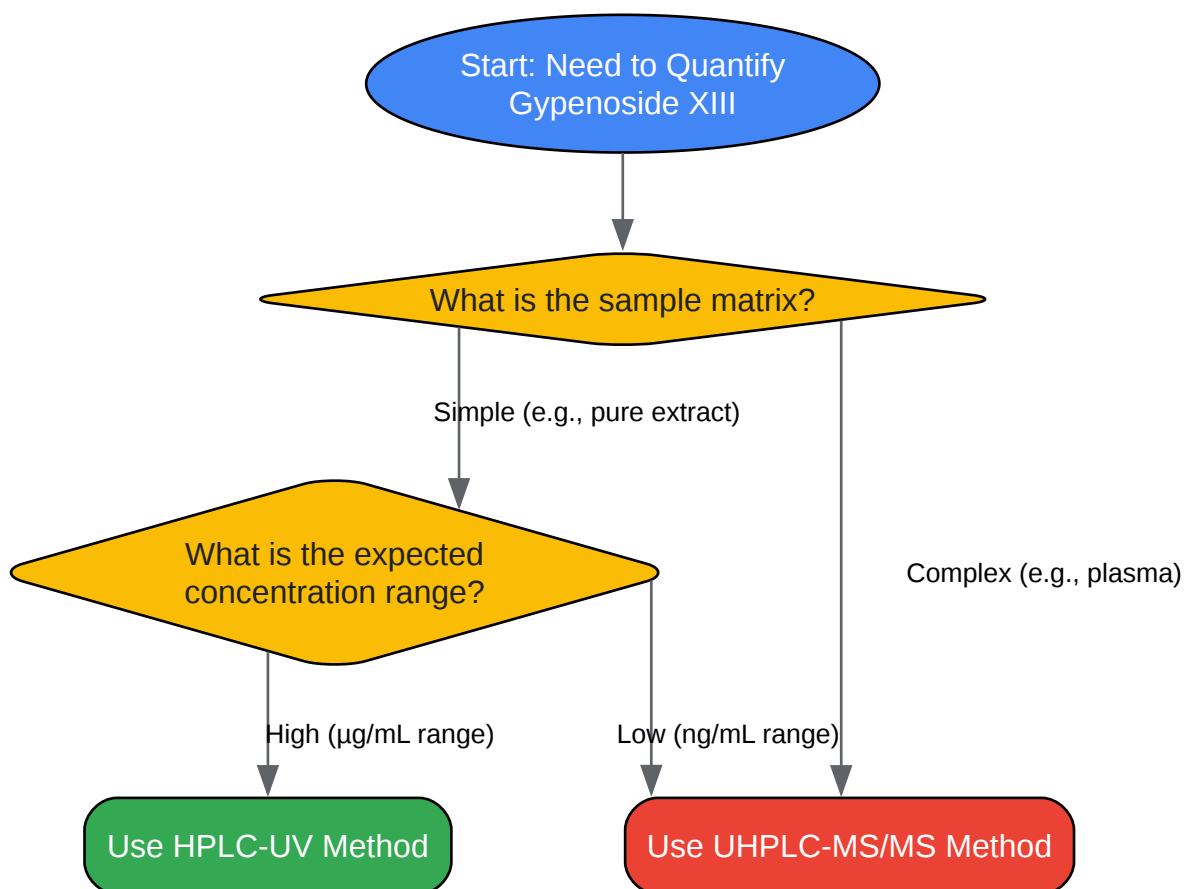 Start: Need to Quantify
Gypenoside XIII
What is the sample matrix?
Simple (e.g., pure extract)
What is the expected
concentration range?
Complex (e.g., plasma)
High (µg/mL range)
Low (ng/mL range)
Use HPLC-UV Method
Use UHPLC-MS/MS Method